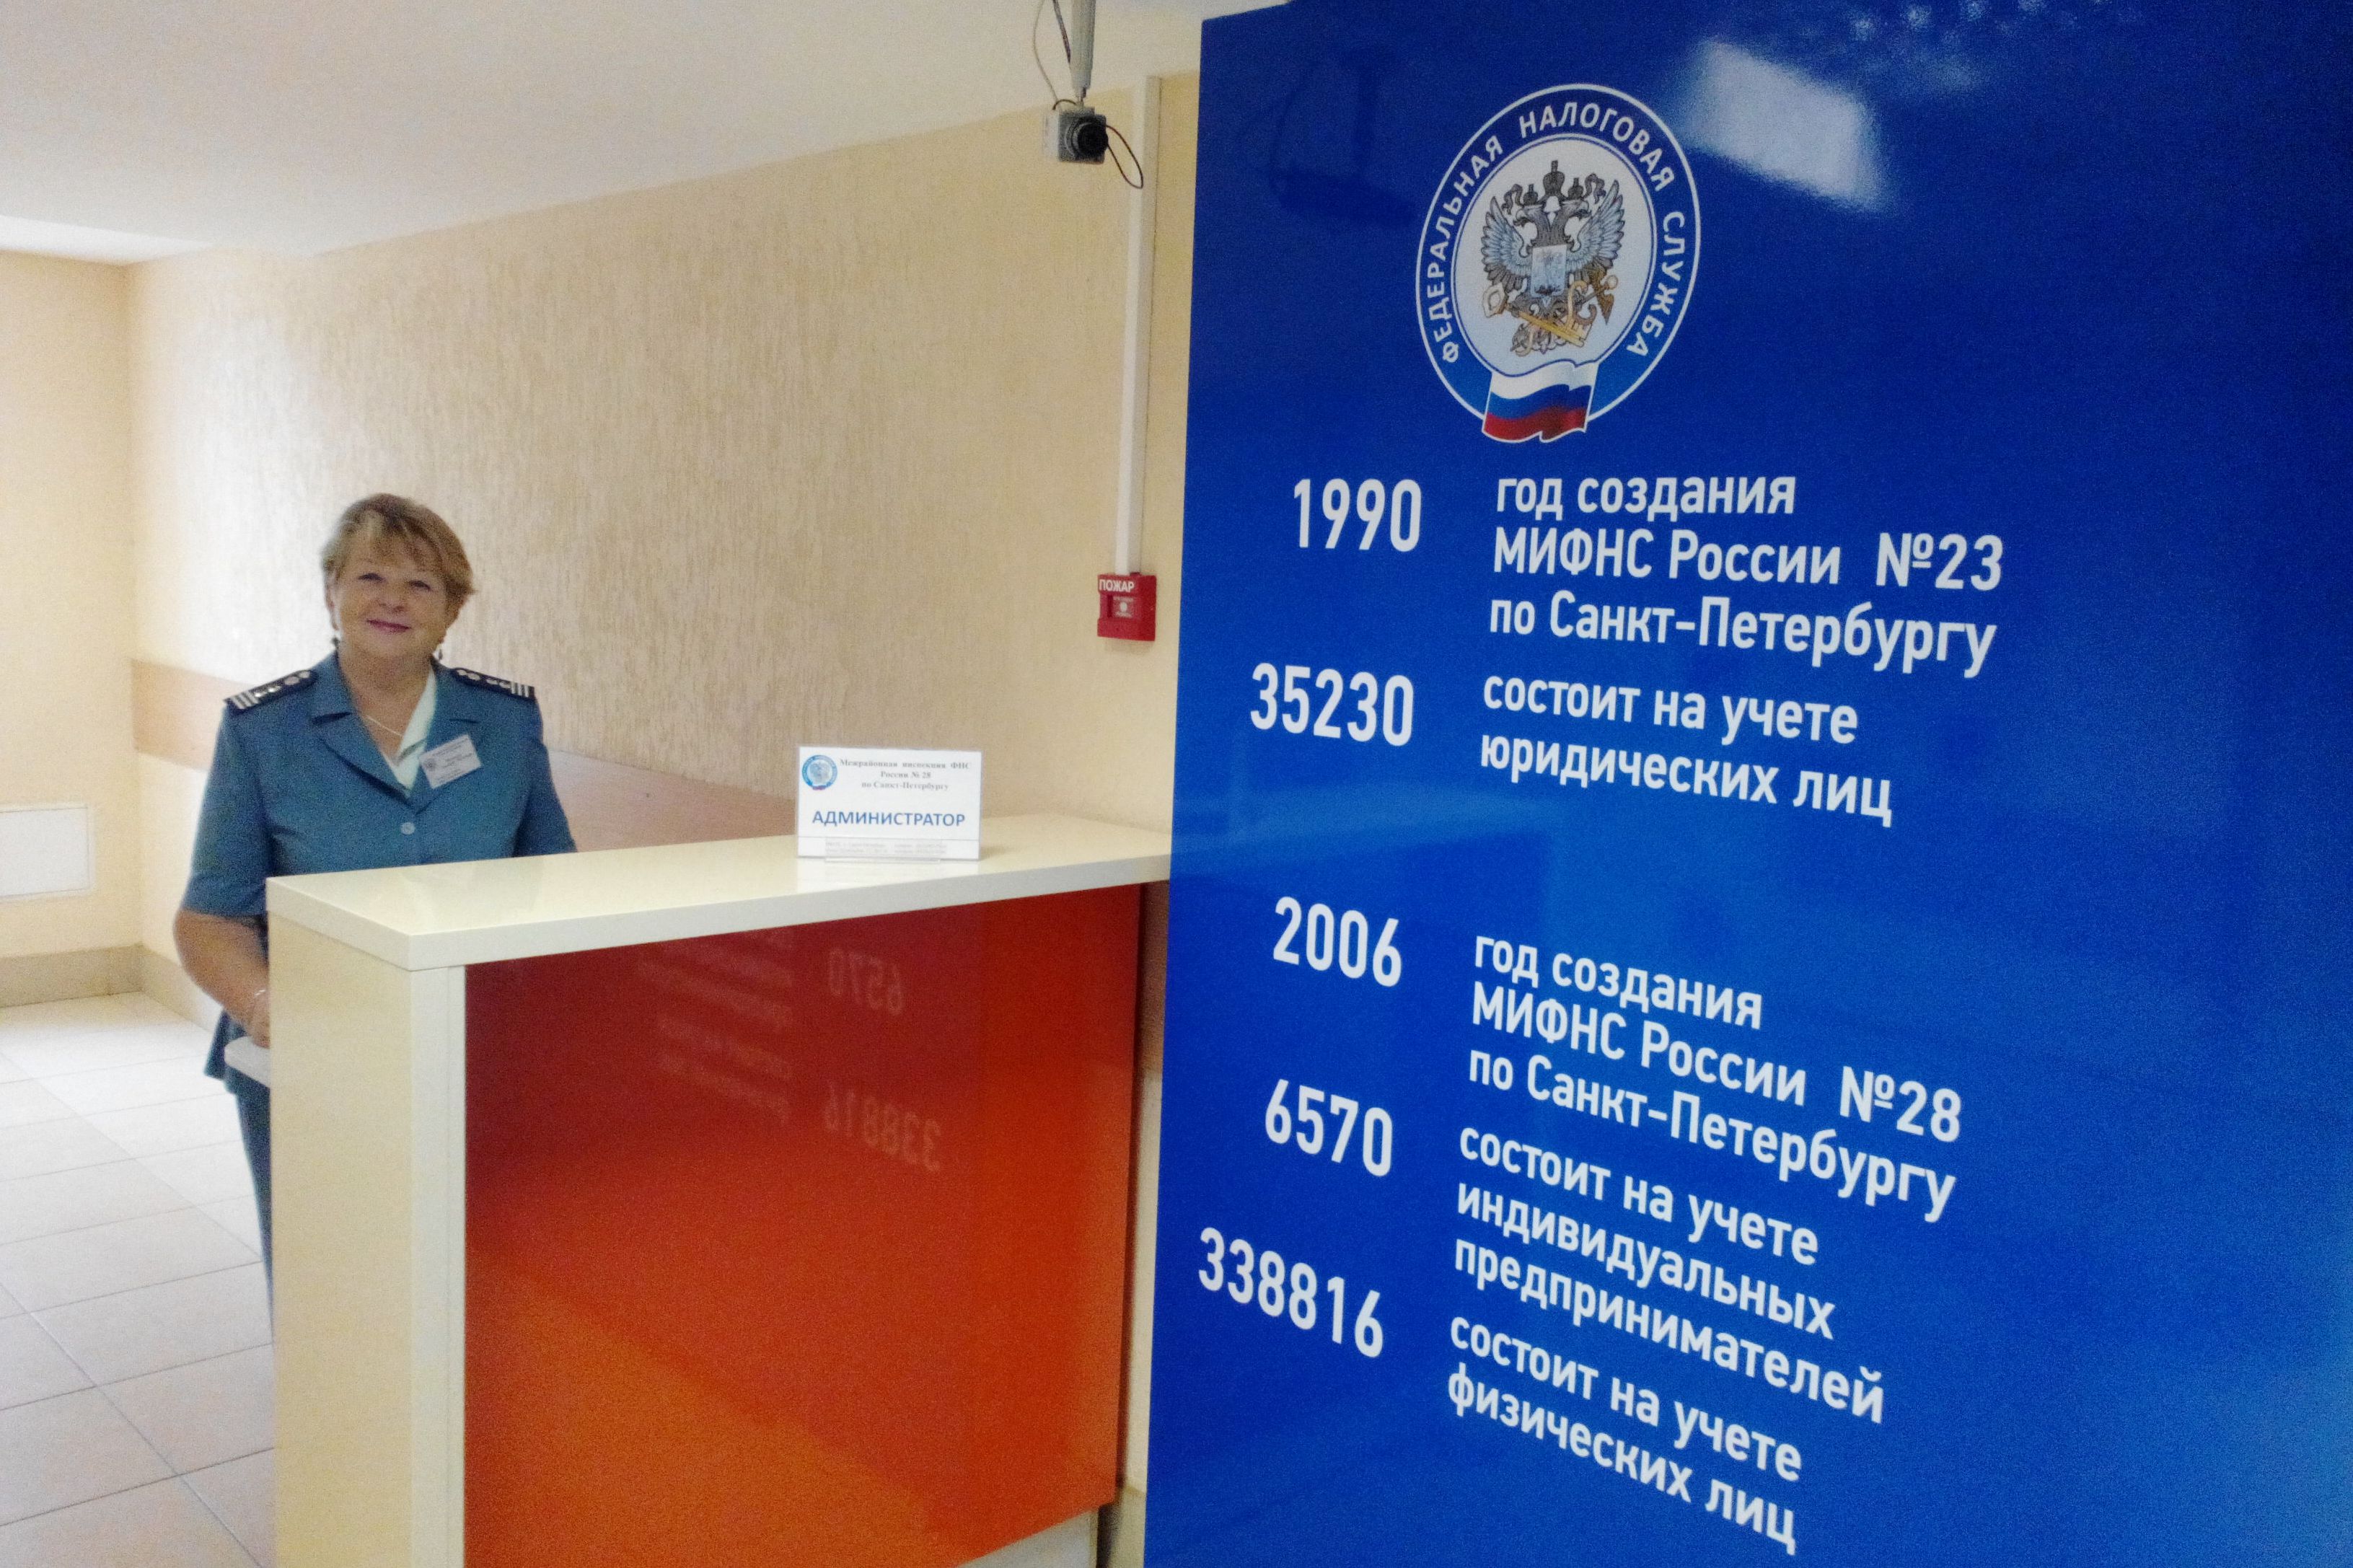 ФЕДЕРАЛЬНАЯ НАЛОГОВАЯ СЛУЖБА
1990 год создания
МИФНС России №23
по Санкт-Петербургу
35230 состоит на учете
юридических лиц
2006 год создания
МИФНС России №28
по Санкт-Петербургу
6570 состоит на учете
индивидуальных
предпринимателей
338816 состоит на учете
физических лиц
ПОЖАР
Межрайонная инспекция ФНС
России № 28
по Санкт-Петербургу
АДМИНИСТРАТОР
6570
338816